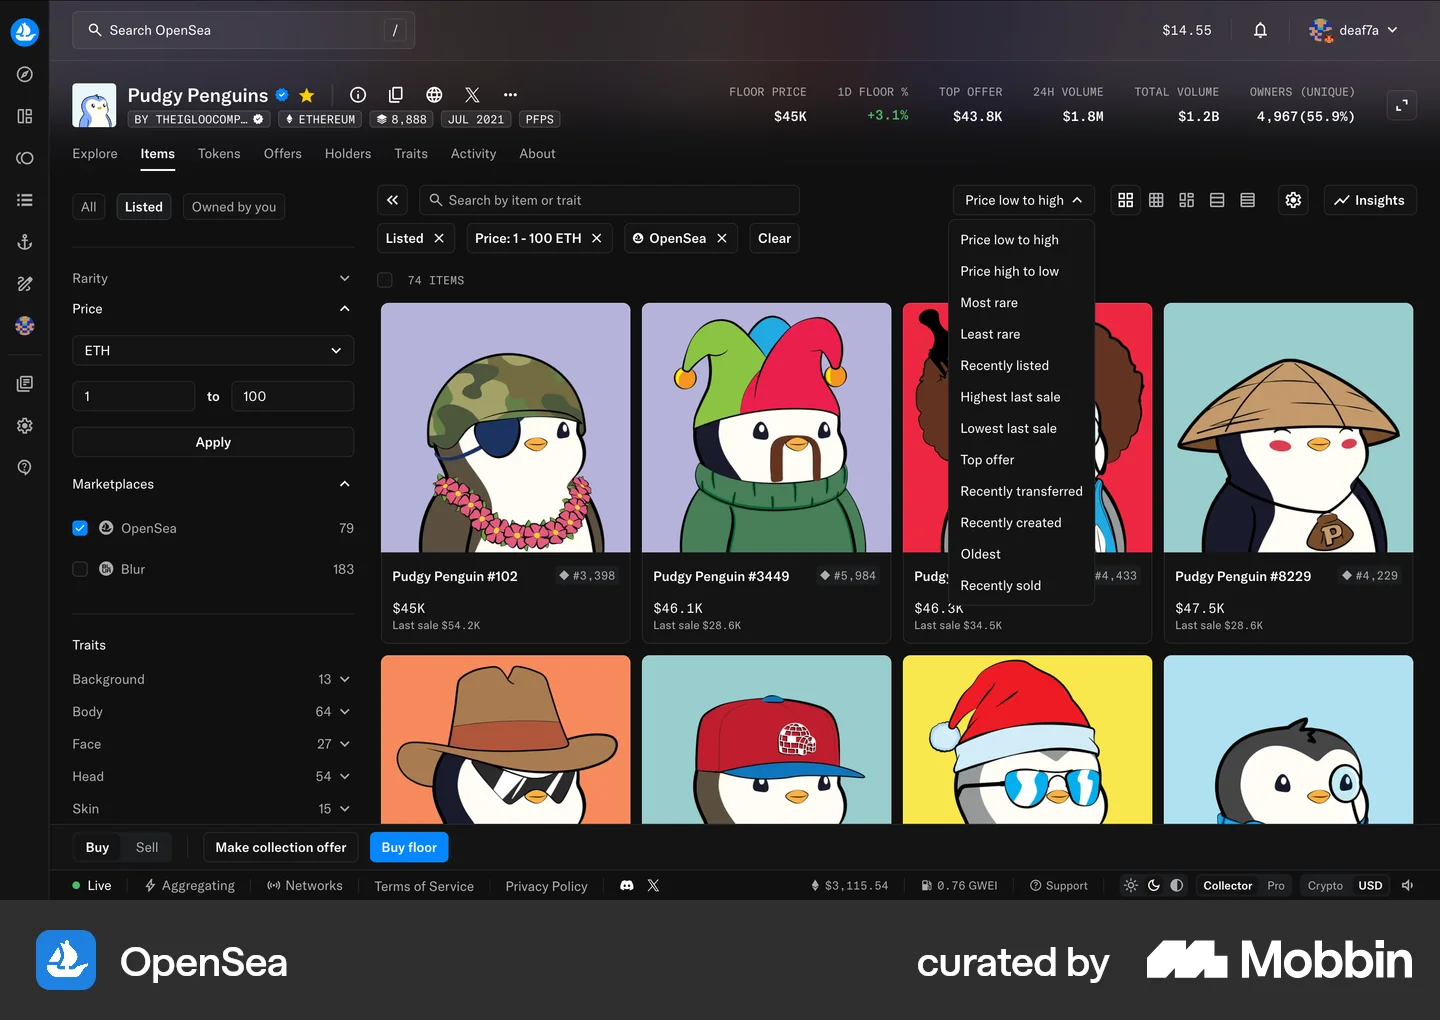 Search OpenSea
/
$14.55
deaf7a
Pudgy Penguins
BY THEIGLOOCOMP...
ETHEREUM
8,888
JUL 2021
PFPS
FLOOR PRICE
$45K
1D FLOOR %
+3.1%
TOP OFFER
$43.8K
24H VOLUME
$1.8M
TOTAL VOLUME
$1.2B
OWNERS (UNIQUE)
4,967(55.9%)
Explore
Items
Tokens
Offers
Holders
Traits
Activity
About
All
Listed
Owned by you
Search by item or trait
Price low to high
Insights
Listed
Price: 1 - 100 ETH
OpenSea
Clear
74 ITEMS
Rarity
Price
ETH
1
to
100
Apply
Marketplaces
OpenSea
79
Blur
183
Traits
Background
13
Body
64
Face
27
Head
54
Skin
15
Price low to high
Price high to low
Most rare
Least rare
Recently listed
Highest last sale
Lowest last sale
Top offer
Recently transferred
Recently created
Oldest
Recently sold
P
Pudgy Penguin #102
#3,398
$45K
Last sale $54.2K
Pudgy Penguin #3449
#5,984
$46.1K
Last sale $28.6K
Pudgy
#4,433
$46.3K
Last sale $34.5K
Pudgy Penguin #8229
#4,229
$47.5K
Last sale $28.6K
Buy
Sell
Make collection offer
Buy floor
Live
Aggregating
Networks
Terms of Service
Privacy Policy
$3,115.54
0.76 GWEI
Support
Collector
Pro
Crypto
USD
OpenSea
curated by
Mobbin